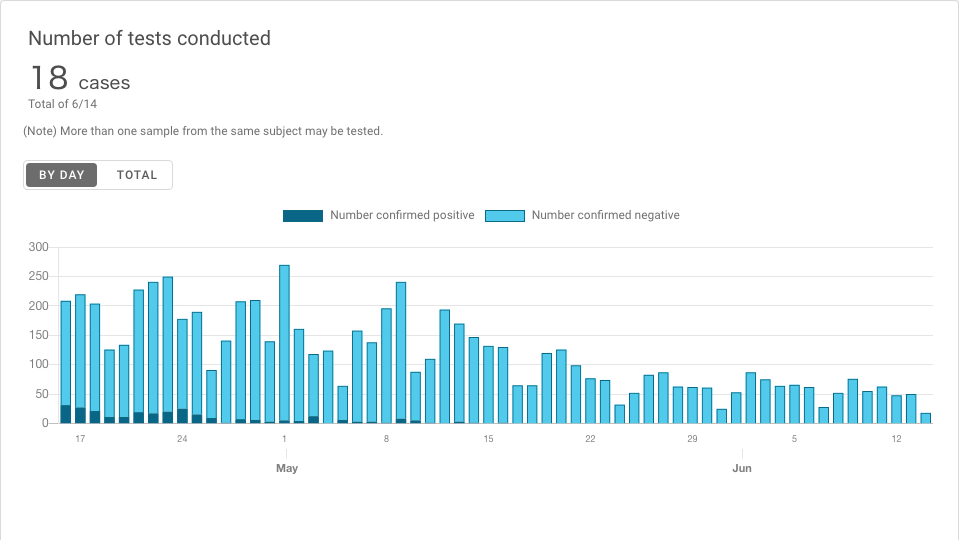 Number of tests conducted
18 cases
Total of 6/14
(Note) More than one sample from the same subject may be tested.
BY DAY TOTAL
Number confirmed positive Number confirmed negative
300
250
200
150
100
50
0
17 24 1 8 15 22 29 5 12
May Jun